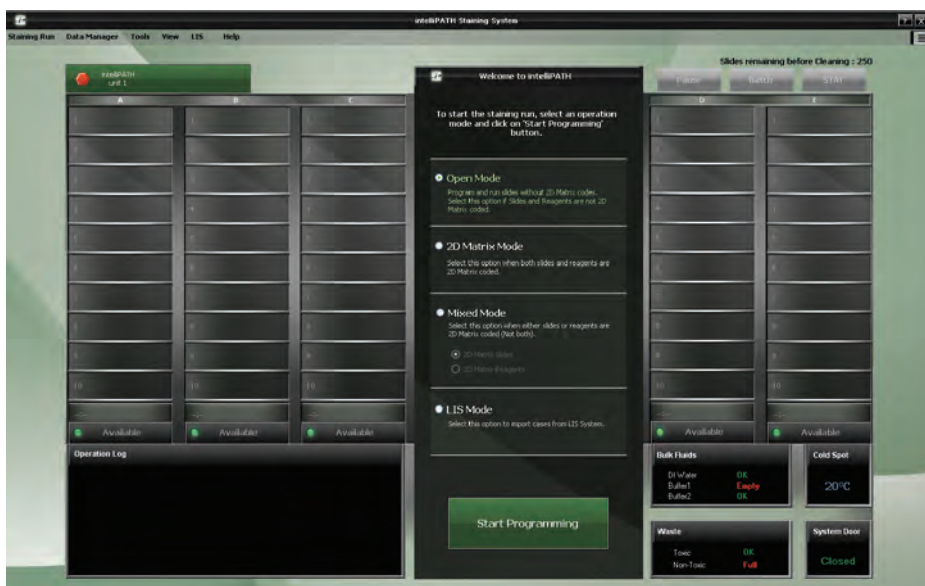 intelliPATH Staining System
Staining Run Data Manager Tools View LIS Help
Slides remaining before Cleaning : 250
intelliPATH
unit 1
Pause Batch STAT
A B C D E
Welcome to intelliPATH
To start the staining run, select an operation
mode and click on 'Start Programming'
button.
Open Mode
Program and run slides without 2D Matrix codes.
Select this option if Slides and Reagents are not 2D
Matrix coded.
2D Matrix Mode
Select this option when both slides and reagents are
2D Matrix coded.
Mixed Mode
Select this option when either slides or reagents are
2D Matrix coded (Not both).
2D Matrix Slides
2D Matrix Reagents
LIS Mode
Select this option to import cases from LIS System.
Start Programming
10 10 10 10 10
Available Available Available Available Available
Operation Log
Bulk Fluids
DI Water OK
Buffer1 Empty
Buffer2 OK
Cold Spot
20°C
Waste
Toxic OK
Non-Toxic Full
System Door
Closed